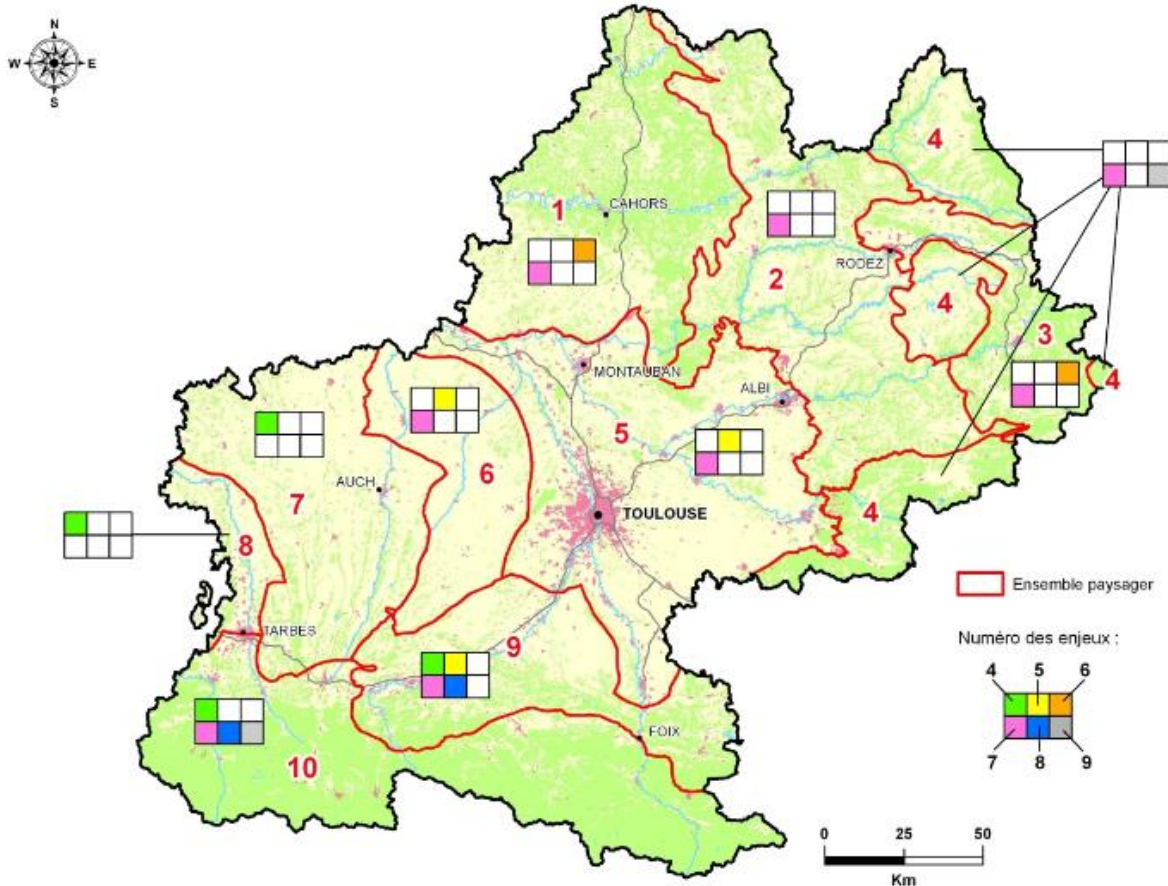 N
W E
S
4
1
CAHORS
2
RODEZ
4
3
4
MONTAUBAN
ALBI
5
6
7
AUCH
TOULOUSE
4
8
Ensemble paysager
TARBES
Numéro des enjeux :
9
4 5 6
FOIX
7 8 9
10
0 25 50
Km